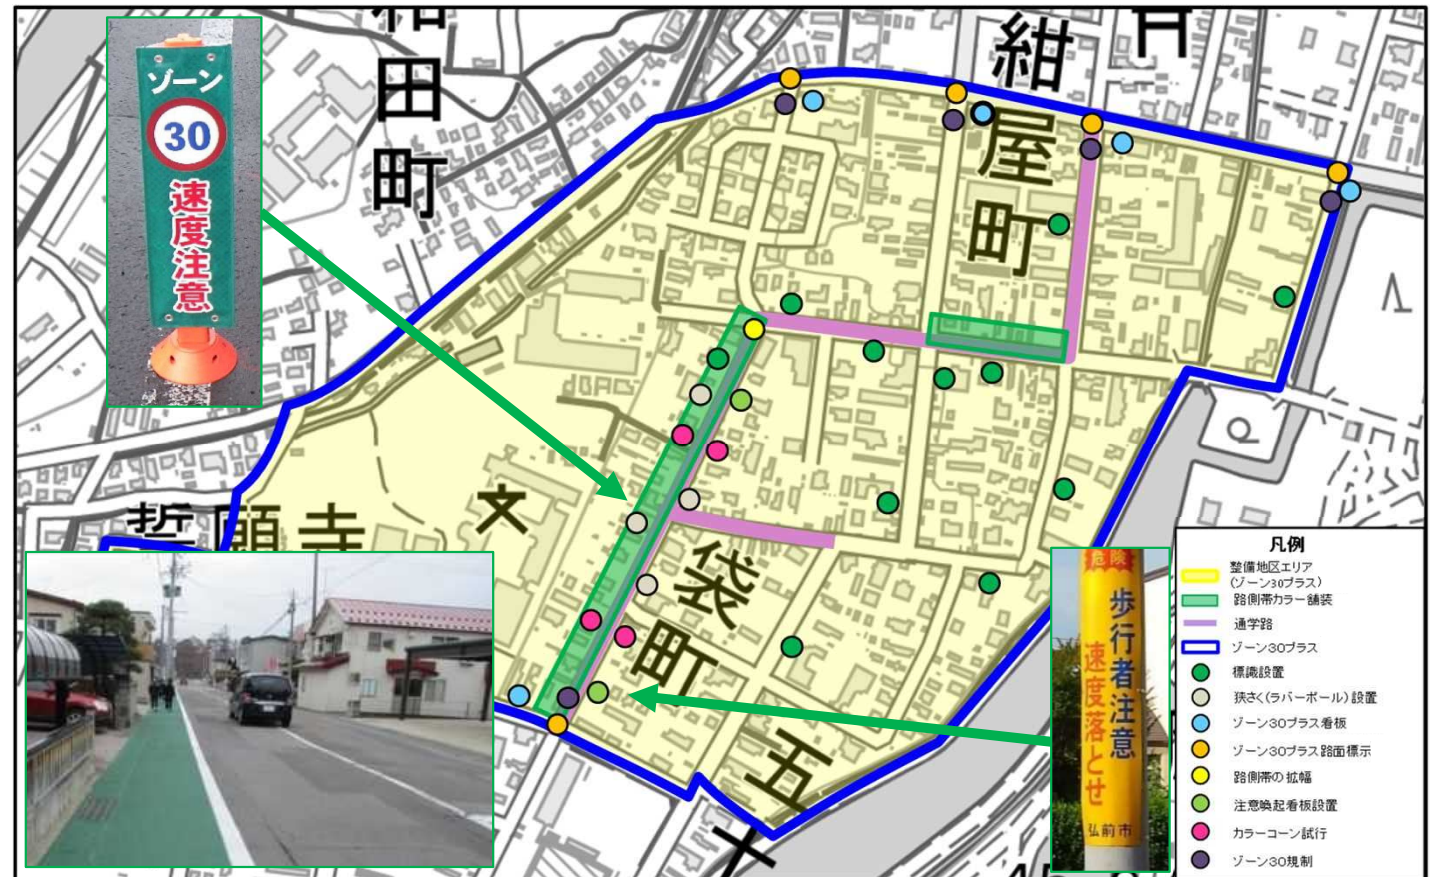 和田町
紺屋町
ゾーン
30
速度注意
誓願寺
文
袋町
五十
危険
歩行者注意
速度落とせ
弘前市
凡例
整備地区エリア
(ゾーン30プラス)
路側帯カラー舗装
通学路
ゾーン30プラス
標識設置
狭さく(ラバーポール)設置
ゾーン30プラス看板
ゾーン30プラス路面標示
路側帯の拡幅
注意喚起看板設置
カラーコーン試行
ゾーン30規制